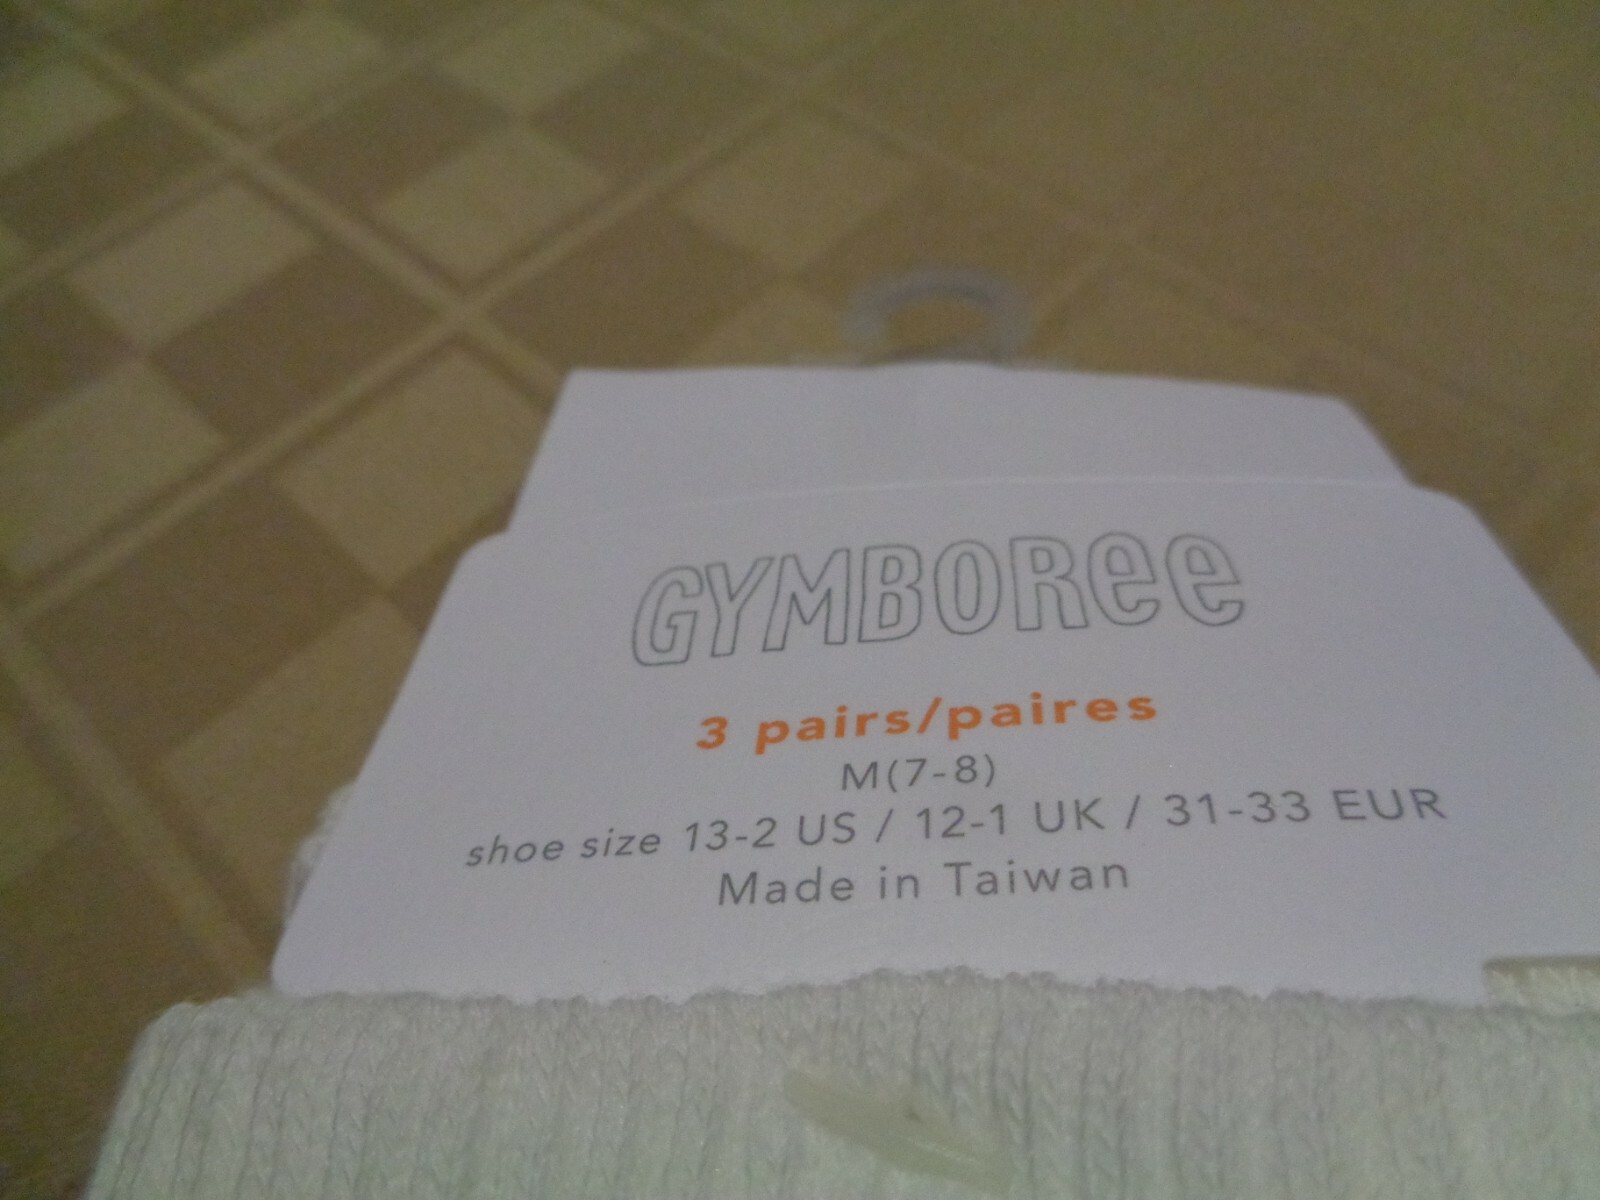 GYMBOREE
3 pairs/paires
M(7-8)
shoe size 13-2 US / 12-1 UK / 31-33 EUR
Made in Taiwan